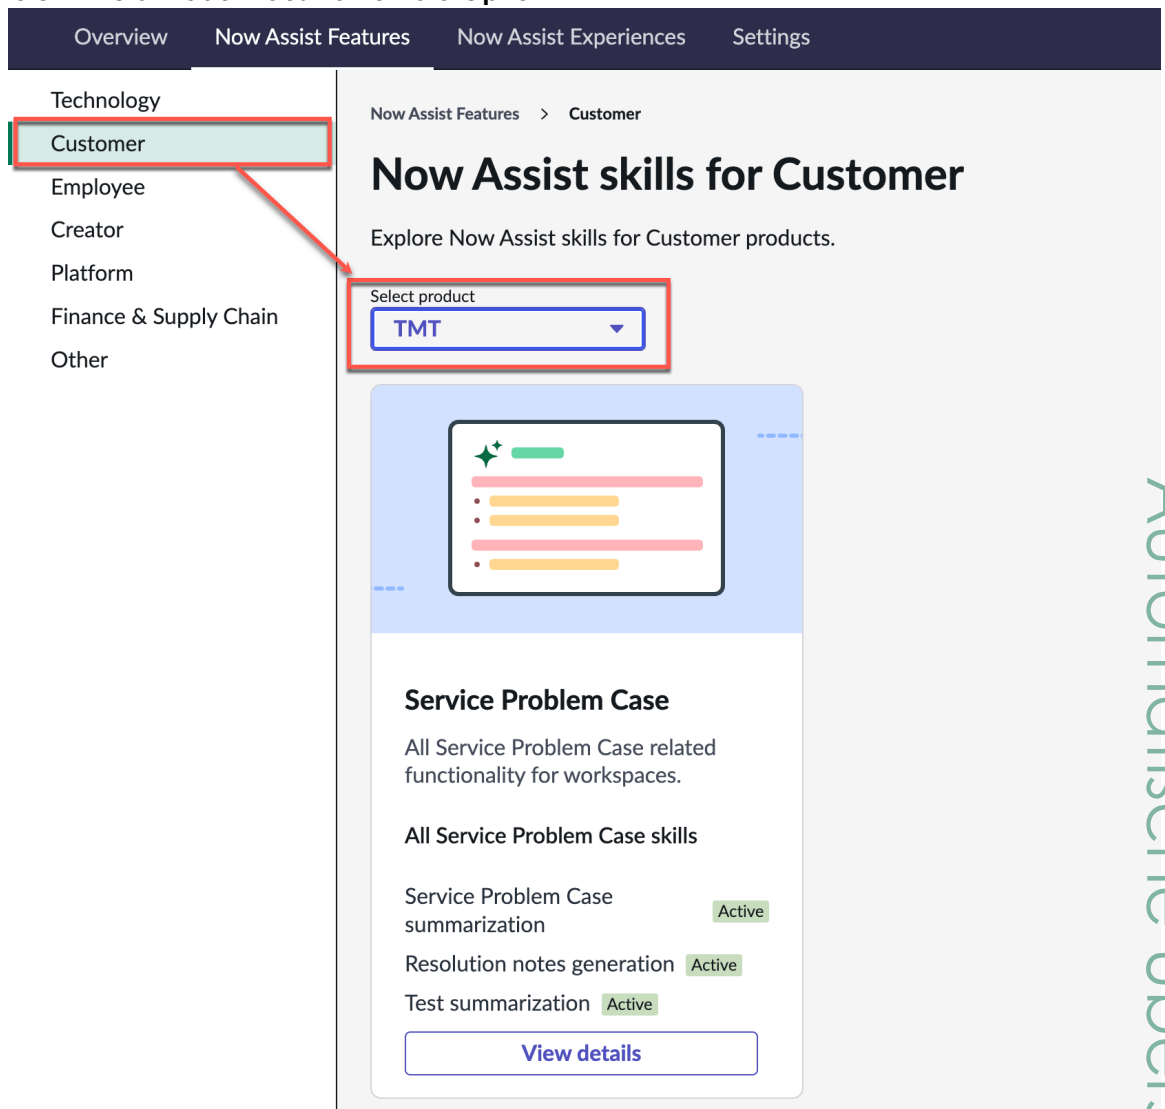 Overview Now Assist Features Now Assist Experiences Settings
Technology
Customer
Employee
Creator
Platform
Finance & Supply Chain
Other
Now Assist Features > Customer
Now Assist skills for Customer
Explore Now Assist skills for Customer products.
Select product
TMT
Service Problem Case
All Service Problem Case related
functionality for workspaces.
All Service Problem Case skills
Service Problem Case
summarization
Active
Resolution notes generation Active
Test summarization Active
View details